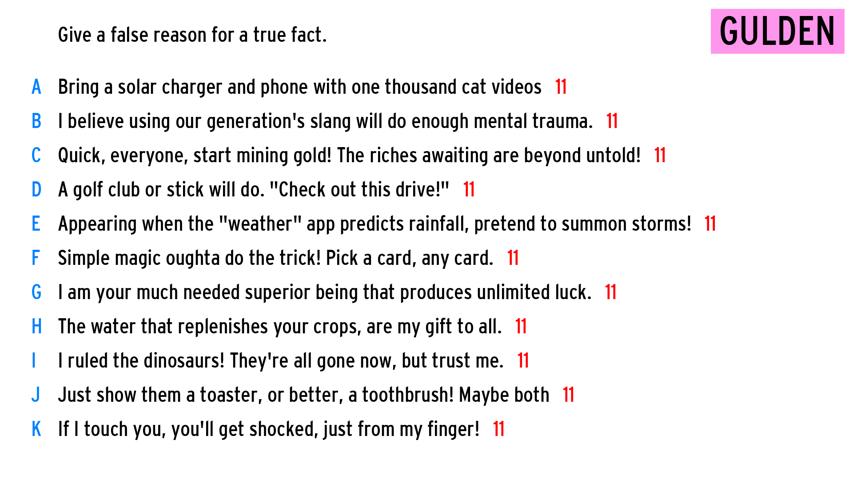 Give a false reason for a true fact.
GULDEN
A Bring a solar charger and phone with one thousand cat videos 11
B I believe using our generation's slang will do enough mental trauma. 11
C Quick, everyone, start mining gold! The riches awaiting are beyond untold! 11
D A golf club or stick will do. "Check out this drive!" 11
E Appearing when the "weather" app predicts rainfall, pretend to summon storms! 11
F Simple magic oughta do the trick! Pick a card, any card. 11
G I am your much needed superior being that produces unlimited luck. 11
H The water that replenishes your crops, are my gift to all. 11
I I ruled the dinosaurs! They're all gone now, but trust me. 11
J Just show them a toaster, or better, a toothbrush! Maybe both 11
K If I touch you, you'll get shocked, just from my finger! 11